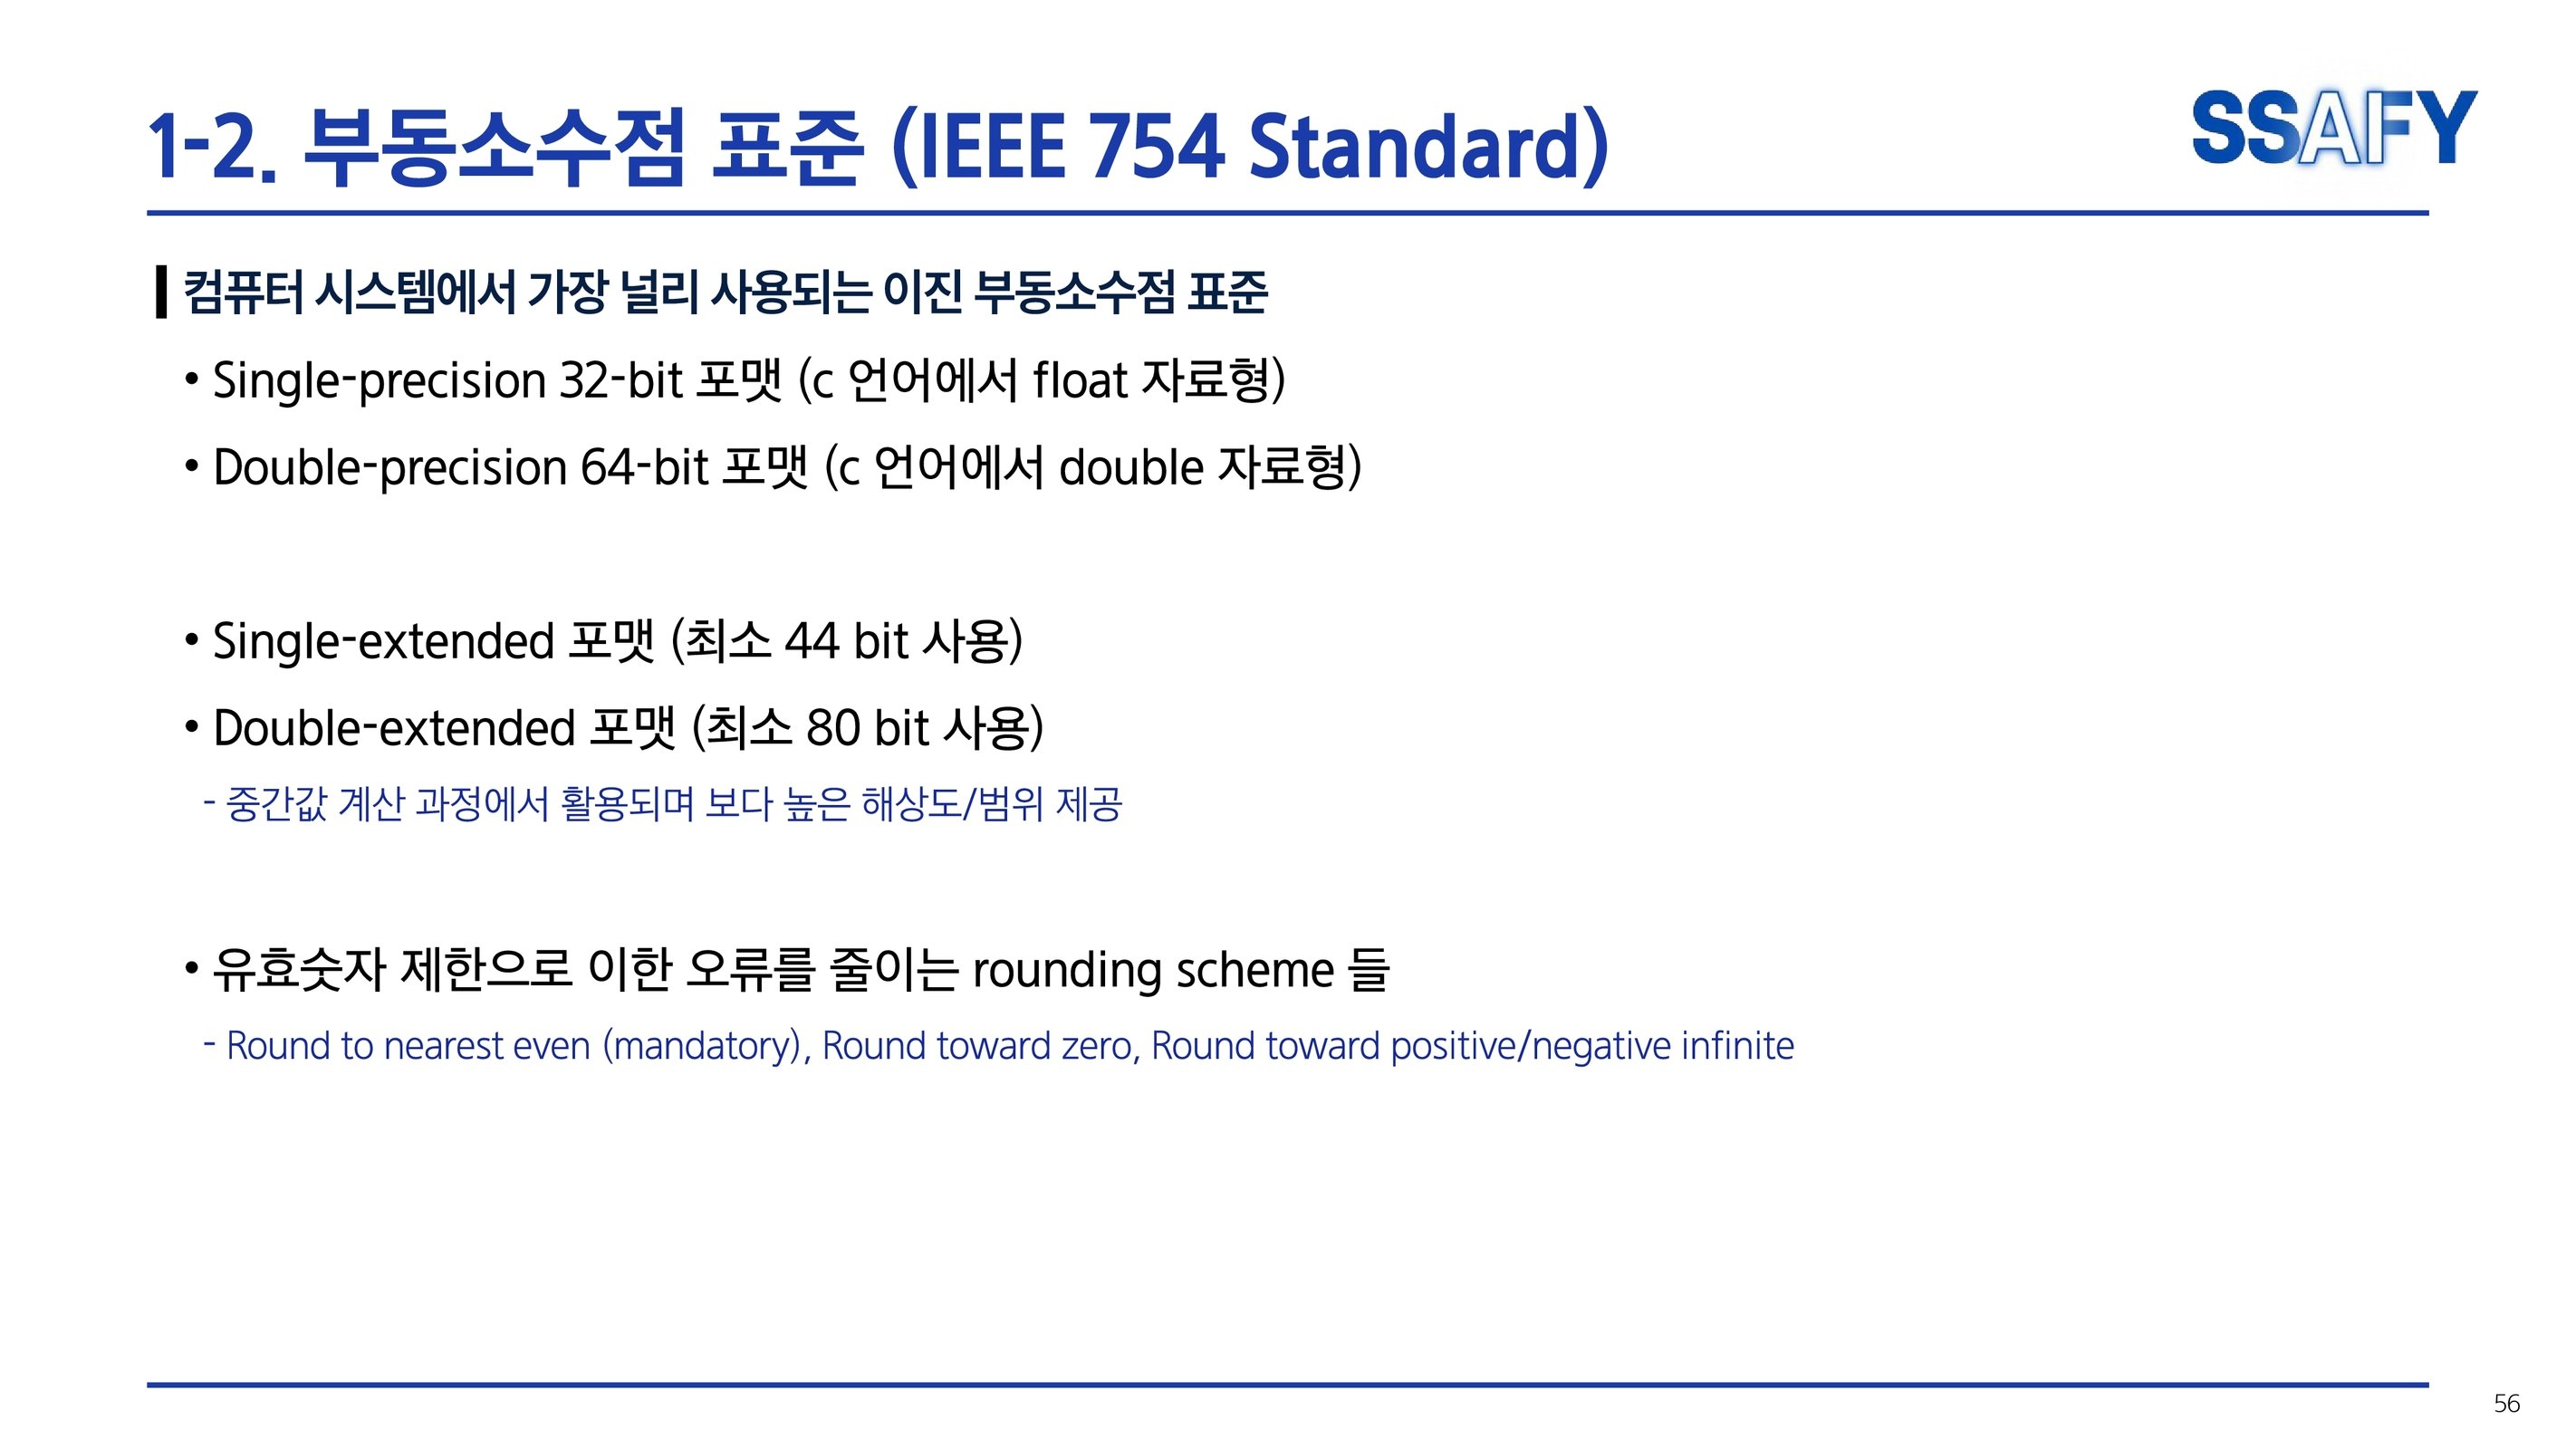 1-2. 부동소수점 표준 (IEEE 754 Standard)
SSAFY
컴퓨터 시스템에서 가장 널리 사용되는 이진 부동소수점 표준
• Single-precision 32-bit 포맷 (c 언어에서 float 자료형)
• Double-precision 64-bit 포맷 (c 언어에서 double 자료형)
• Single-extended 포맷 (최소 44 bit 사용)
• Double-extended 포맷 (최소 80 bit 사용)
- 중간값 계산 과정에서 활용되며 보다 높은 해상도/범위 제공
• 유효숫자 제한으로 이한 오류를 줄이는 rounding scheme 들
- Round to nearest even (mandatory), Round toward zero, Round toward positive/negative infinite
56